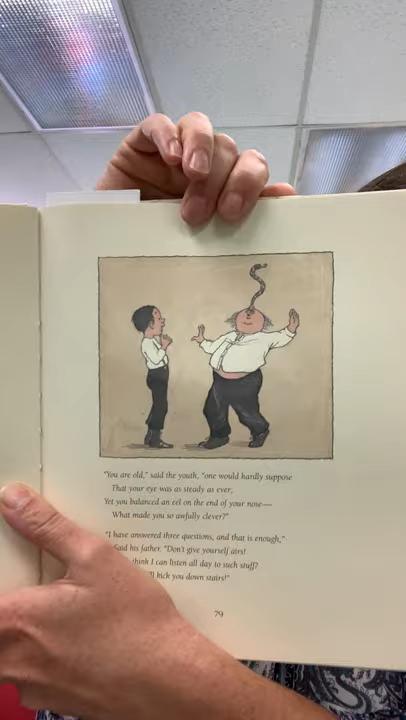 "You are old," said the youth, "one would hardly suppose
That your eye was as steady as ever;
Yet you balanced an eel on the end of your nose—
What made you so awfully clever?"
"I have answered three questions, and that is enough,"
Said his father. "Don't give yourself airs!
think I can listen all day to such stuff?
kick you down stairs!"
79